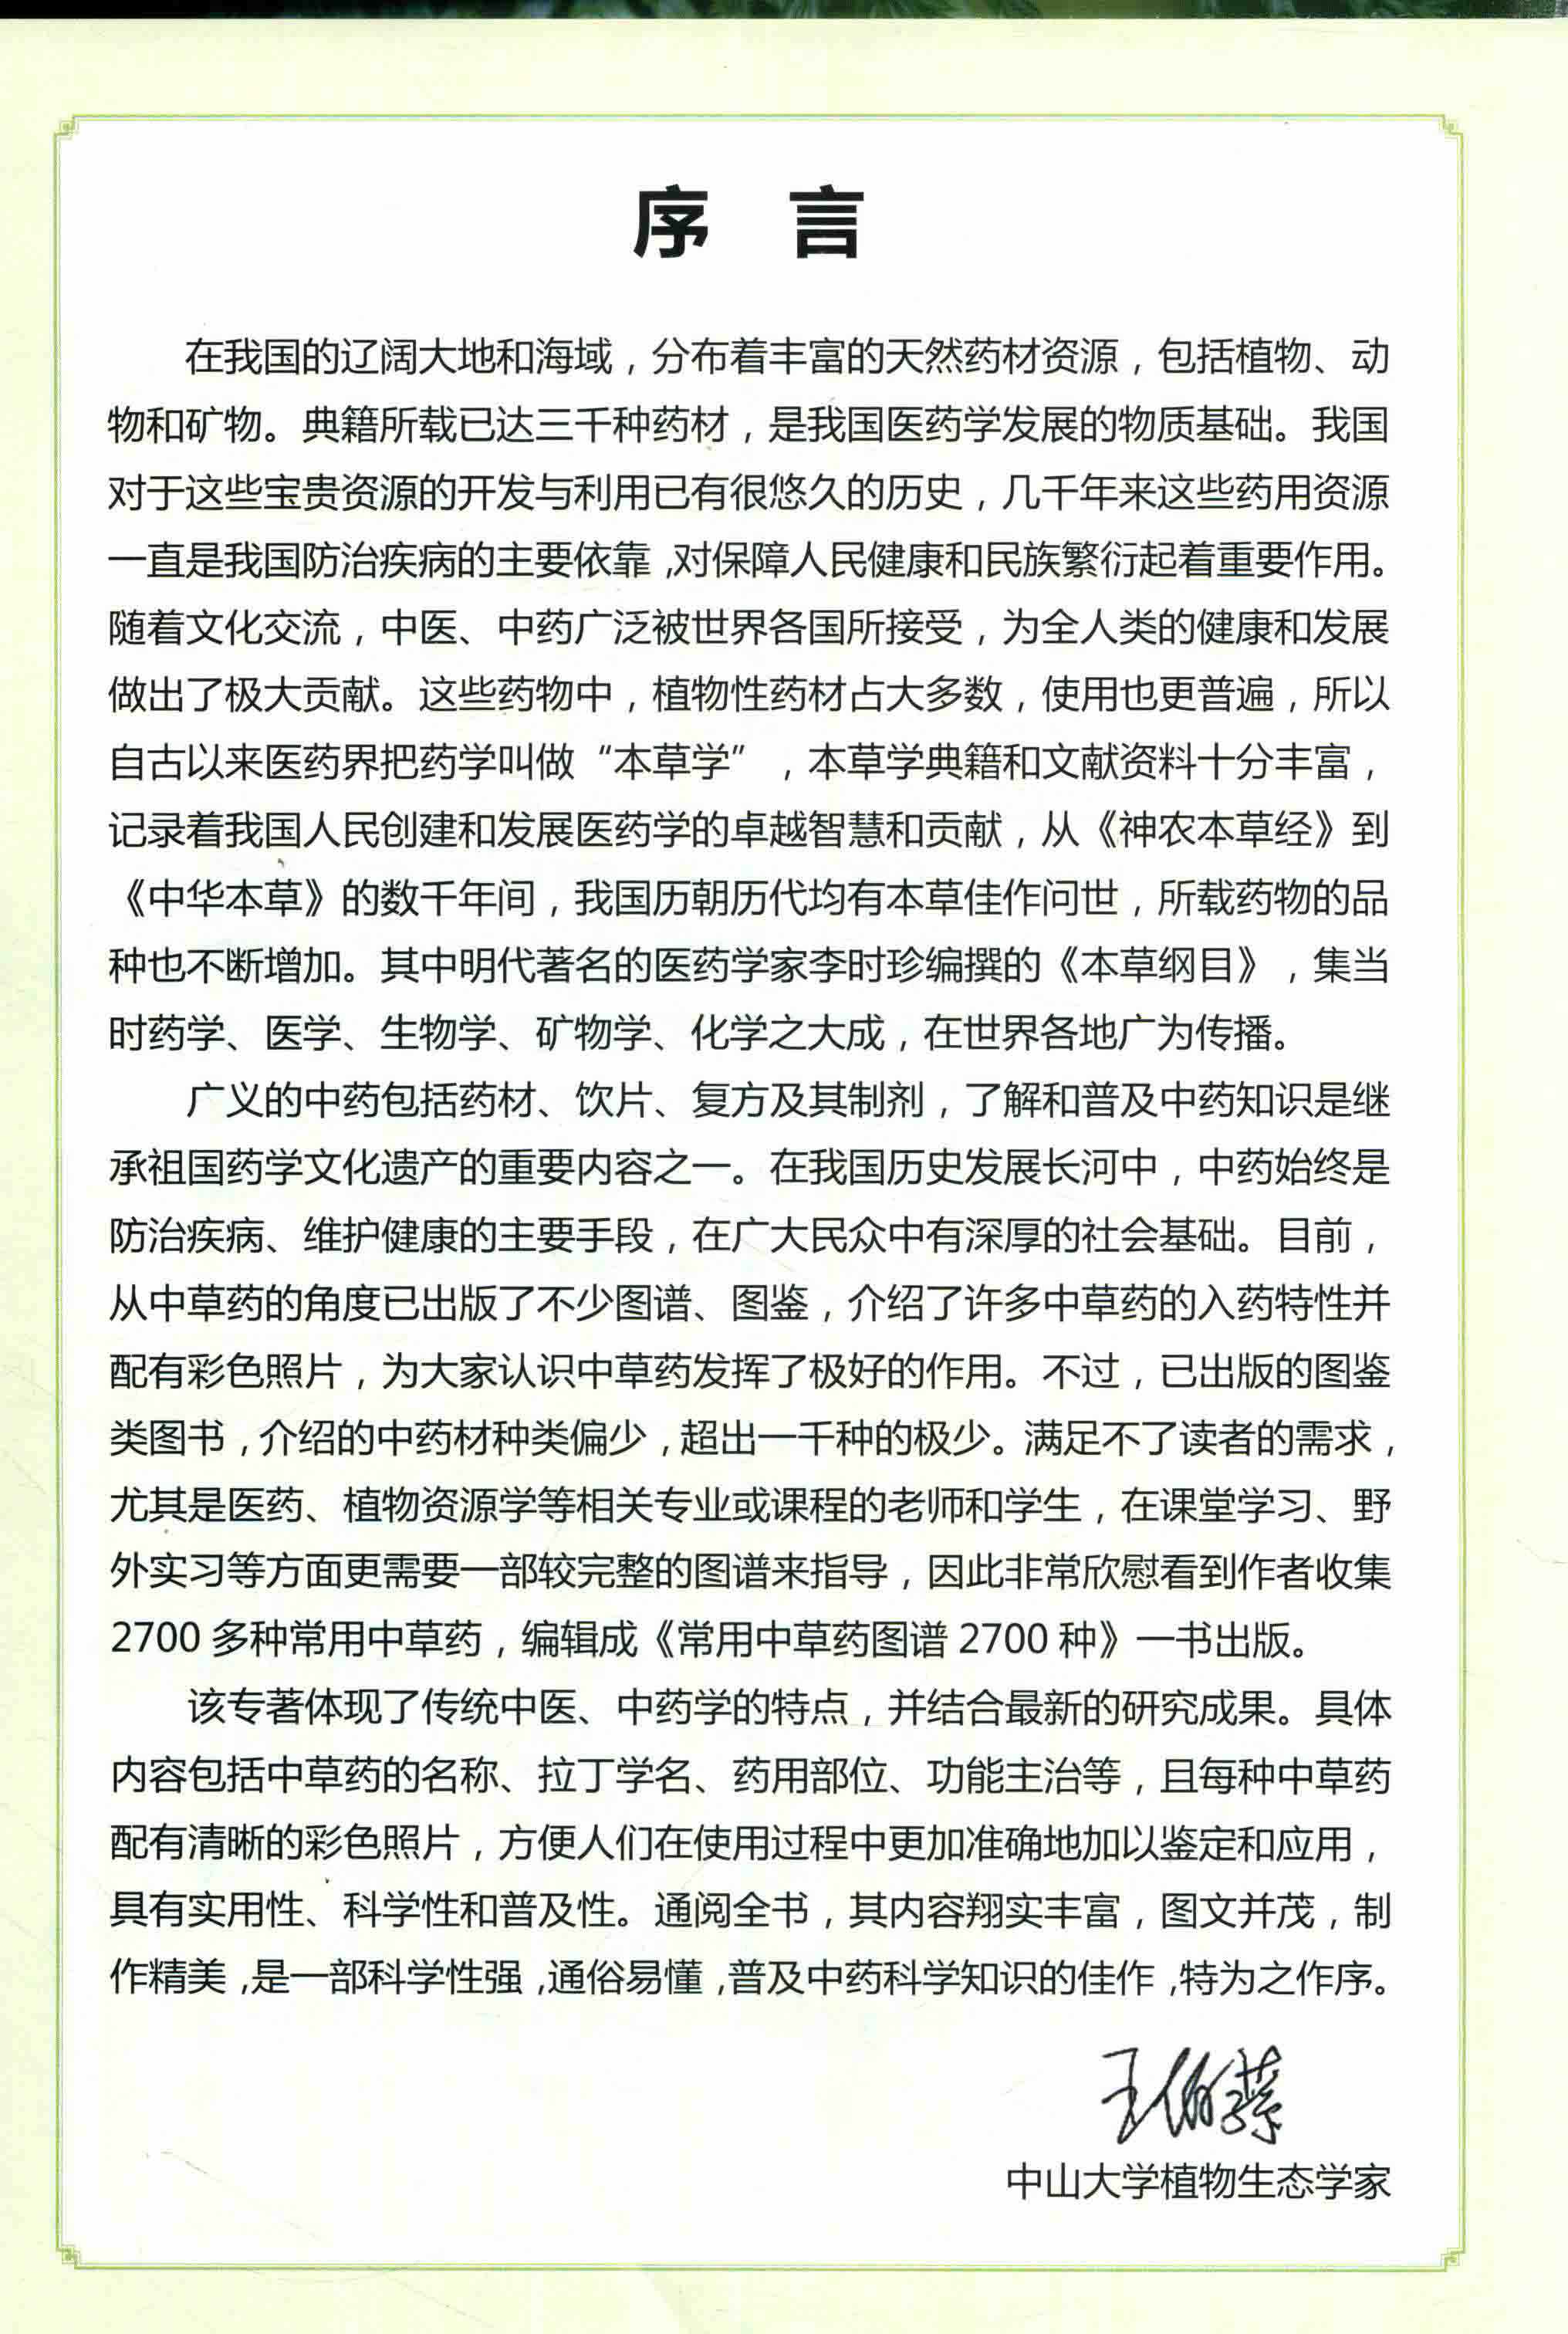 序 言
在我国的辽阔大地和海域，分布着丰富的天然药材资源，包括植物、动
物和矿物。典籍所载已达三千种药材，是我国医药学发展的物质基础。我国
对于这些宝贵资源的开发与利用已有很悠久的历史，几千年来这些药用资源
一直是我国防治疾病的主要依靠，对保障人民健康和民族繁衍起着重要作用。
随着文化交流，中医、中药广泛被世界各国所接受，为全人类的健康和发展
做出了极大贡献。这些药物中，植物性药材占大多数，使用也更普遍，所以
自古以来医药界把药学叫做“本草学”，本草学典籍和文献资料十分丰富，
记录着我国人民创建和发展医药学的卓越智慧和贡献，从《神农本草经》到
《中华本草》的数千年间，我国历朝历代均有本草佳作问世，所载药物的品
种也不断增加。其中明代著名的医药学家李时珍编撰的《本草纲目》，集当
时药学、医学、生物学、矿物学、化学之大成，在世界各地广为传播。
广义的中药包括药材、饮片、复方及其制剂，了解和普及中药知识是继
承祖国药学文化遗产的重要内容之一。在我国历史发展长河中，中药始终是
防治疾病、维护健康的主要手段，在广大民众中有深厚的社会基础。目前，
从中草药的角度已出版了不少图谱、图鉴，介绍了许多中草药的入药特性并
配有彩色照片，为大家认识中草药发挥了极好的作用。不过，已出版的图鉴
类图书，介绍的中药材种类偏少，超出一千种的极少。满足不了读者的需求，
尤其是医药、植物资源学等相关专业或课程的老师和学生，在课堂学习、野
外实习等方面更需要一部较完整的图谱来指导，因此非常欣慰看到作者收集
2700 多种常用中草药，编辑成《常用中草药图谱 2700 种》一书出版。
该专著体现了传统中医、中药学的特点，并结合最新的研究成果。具体
内容包括中草药的名称、拉丁学名、药用部位、功能主治等，且每种中草药
配有清晰的彩色照片，方便人们在使用过程中更加准确地加以鉴定和应用，
具有实用性、科学性和普及性。通阅全书，其内容翔实丰富，图文并茂，制
作精美，是一部科学性强，通俗易懂，普及中药科学知识的佳作，特为之作序。
王伯荪
中山大学植物生态学家